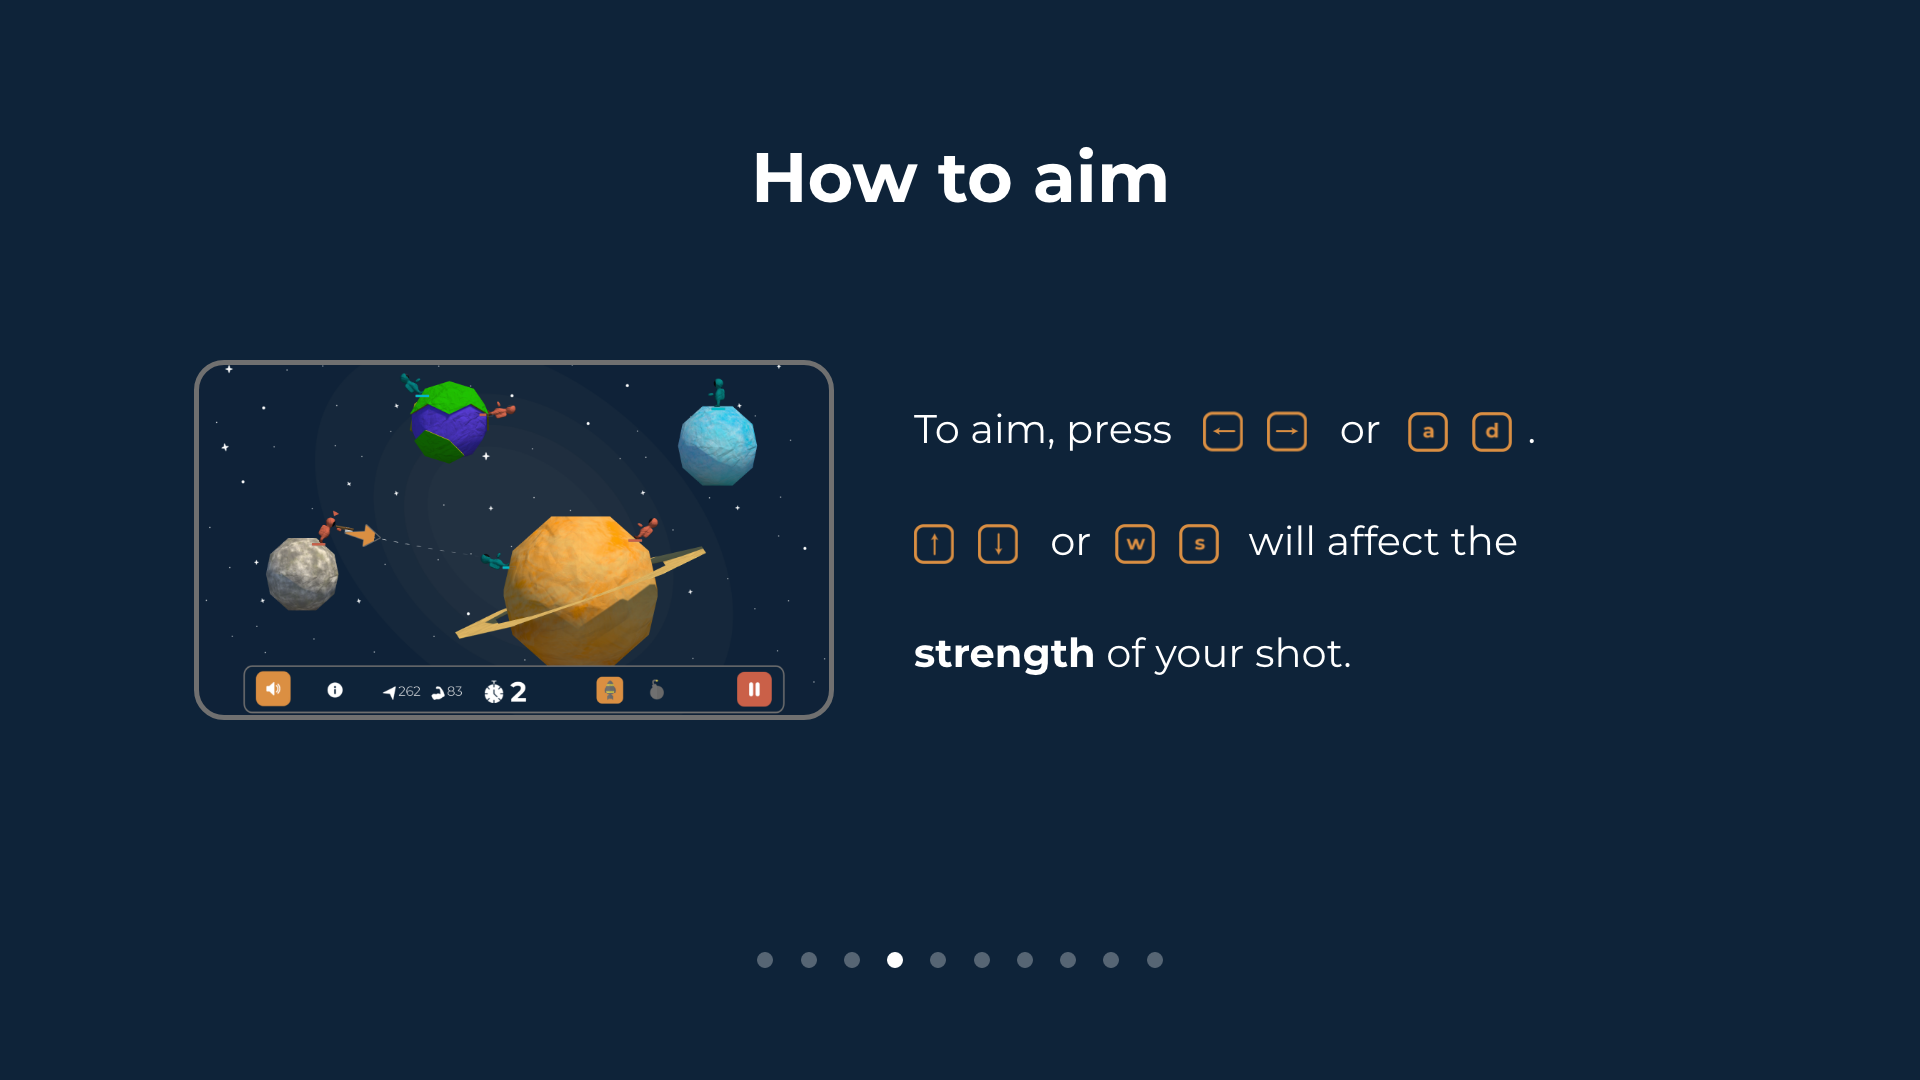 How to aim
To aim, press ← → or a d .
↑ ↓ or w s will affect the
strength of your shot.
262 83 2